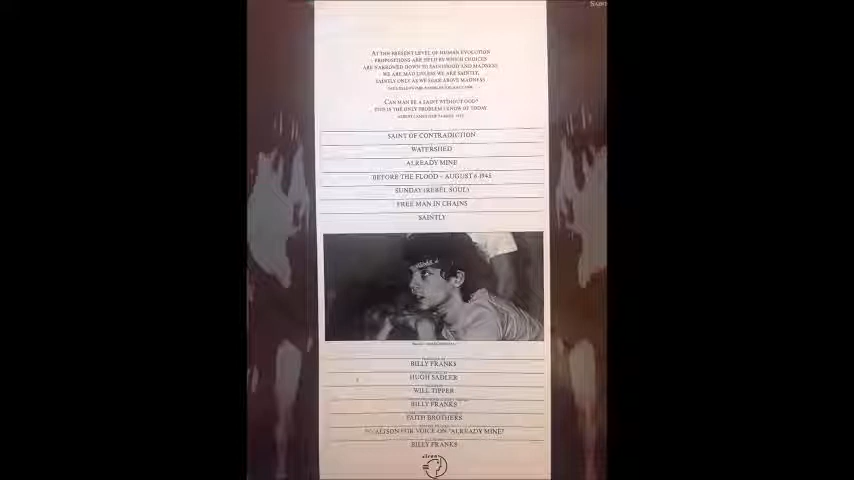 SAINT
AT THE PRESENT LEVEL OF HUMAN EVOLUTION
PROPOSITIONS ARE HELD BY WHICH CHOICES
ARE NARROWED DOWN TO SAINTHOOD AND MADNESS.
WE ARE MAD UNLESS WE ARE SAINTLY,
SAINTLY ONLY AS WE SOAR ABOVE MADNESS
CAN MAN BE A SAINT WITHOUT GOD?
THIS IS THE ONLY PROBLEM I KNOW OF TODAY
SAINT OF CONTRADICTION
WATERSHED
ALREADY MINE
BEFORE THE FLOOD - AUGUST 6 1945
SUNDAY (REBEL SOUL)
FREE MAN IN CHAINS
SAINTLY
BILLY FRANKS
HUGH SADLER
WILL TIPPER
BILLY FRANKS
FAITH BROTHERS
ALISON FOR VOICE ON "ALREADY MINE"
BILLY FRANKS
siren